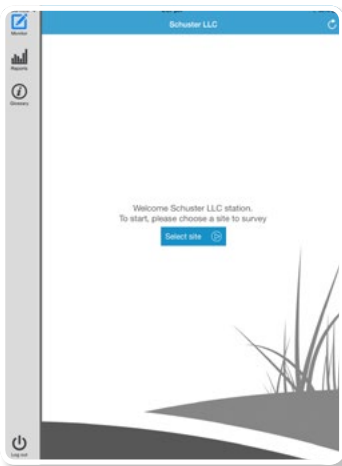 Schuster LLC
Monitor
Reports
Glossary
Welcome Schuster LLC station.
To start, please choose a site to survey
Select site
Log out